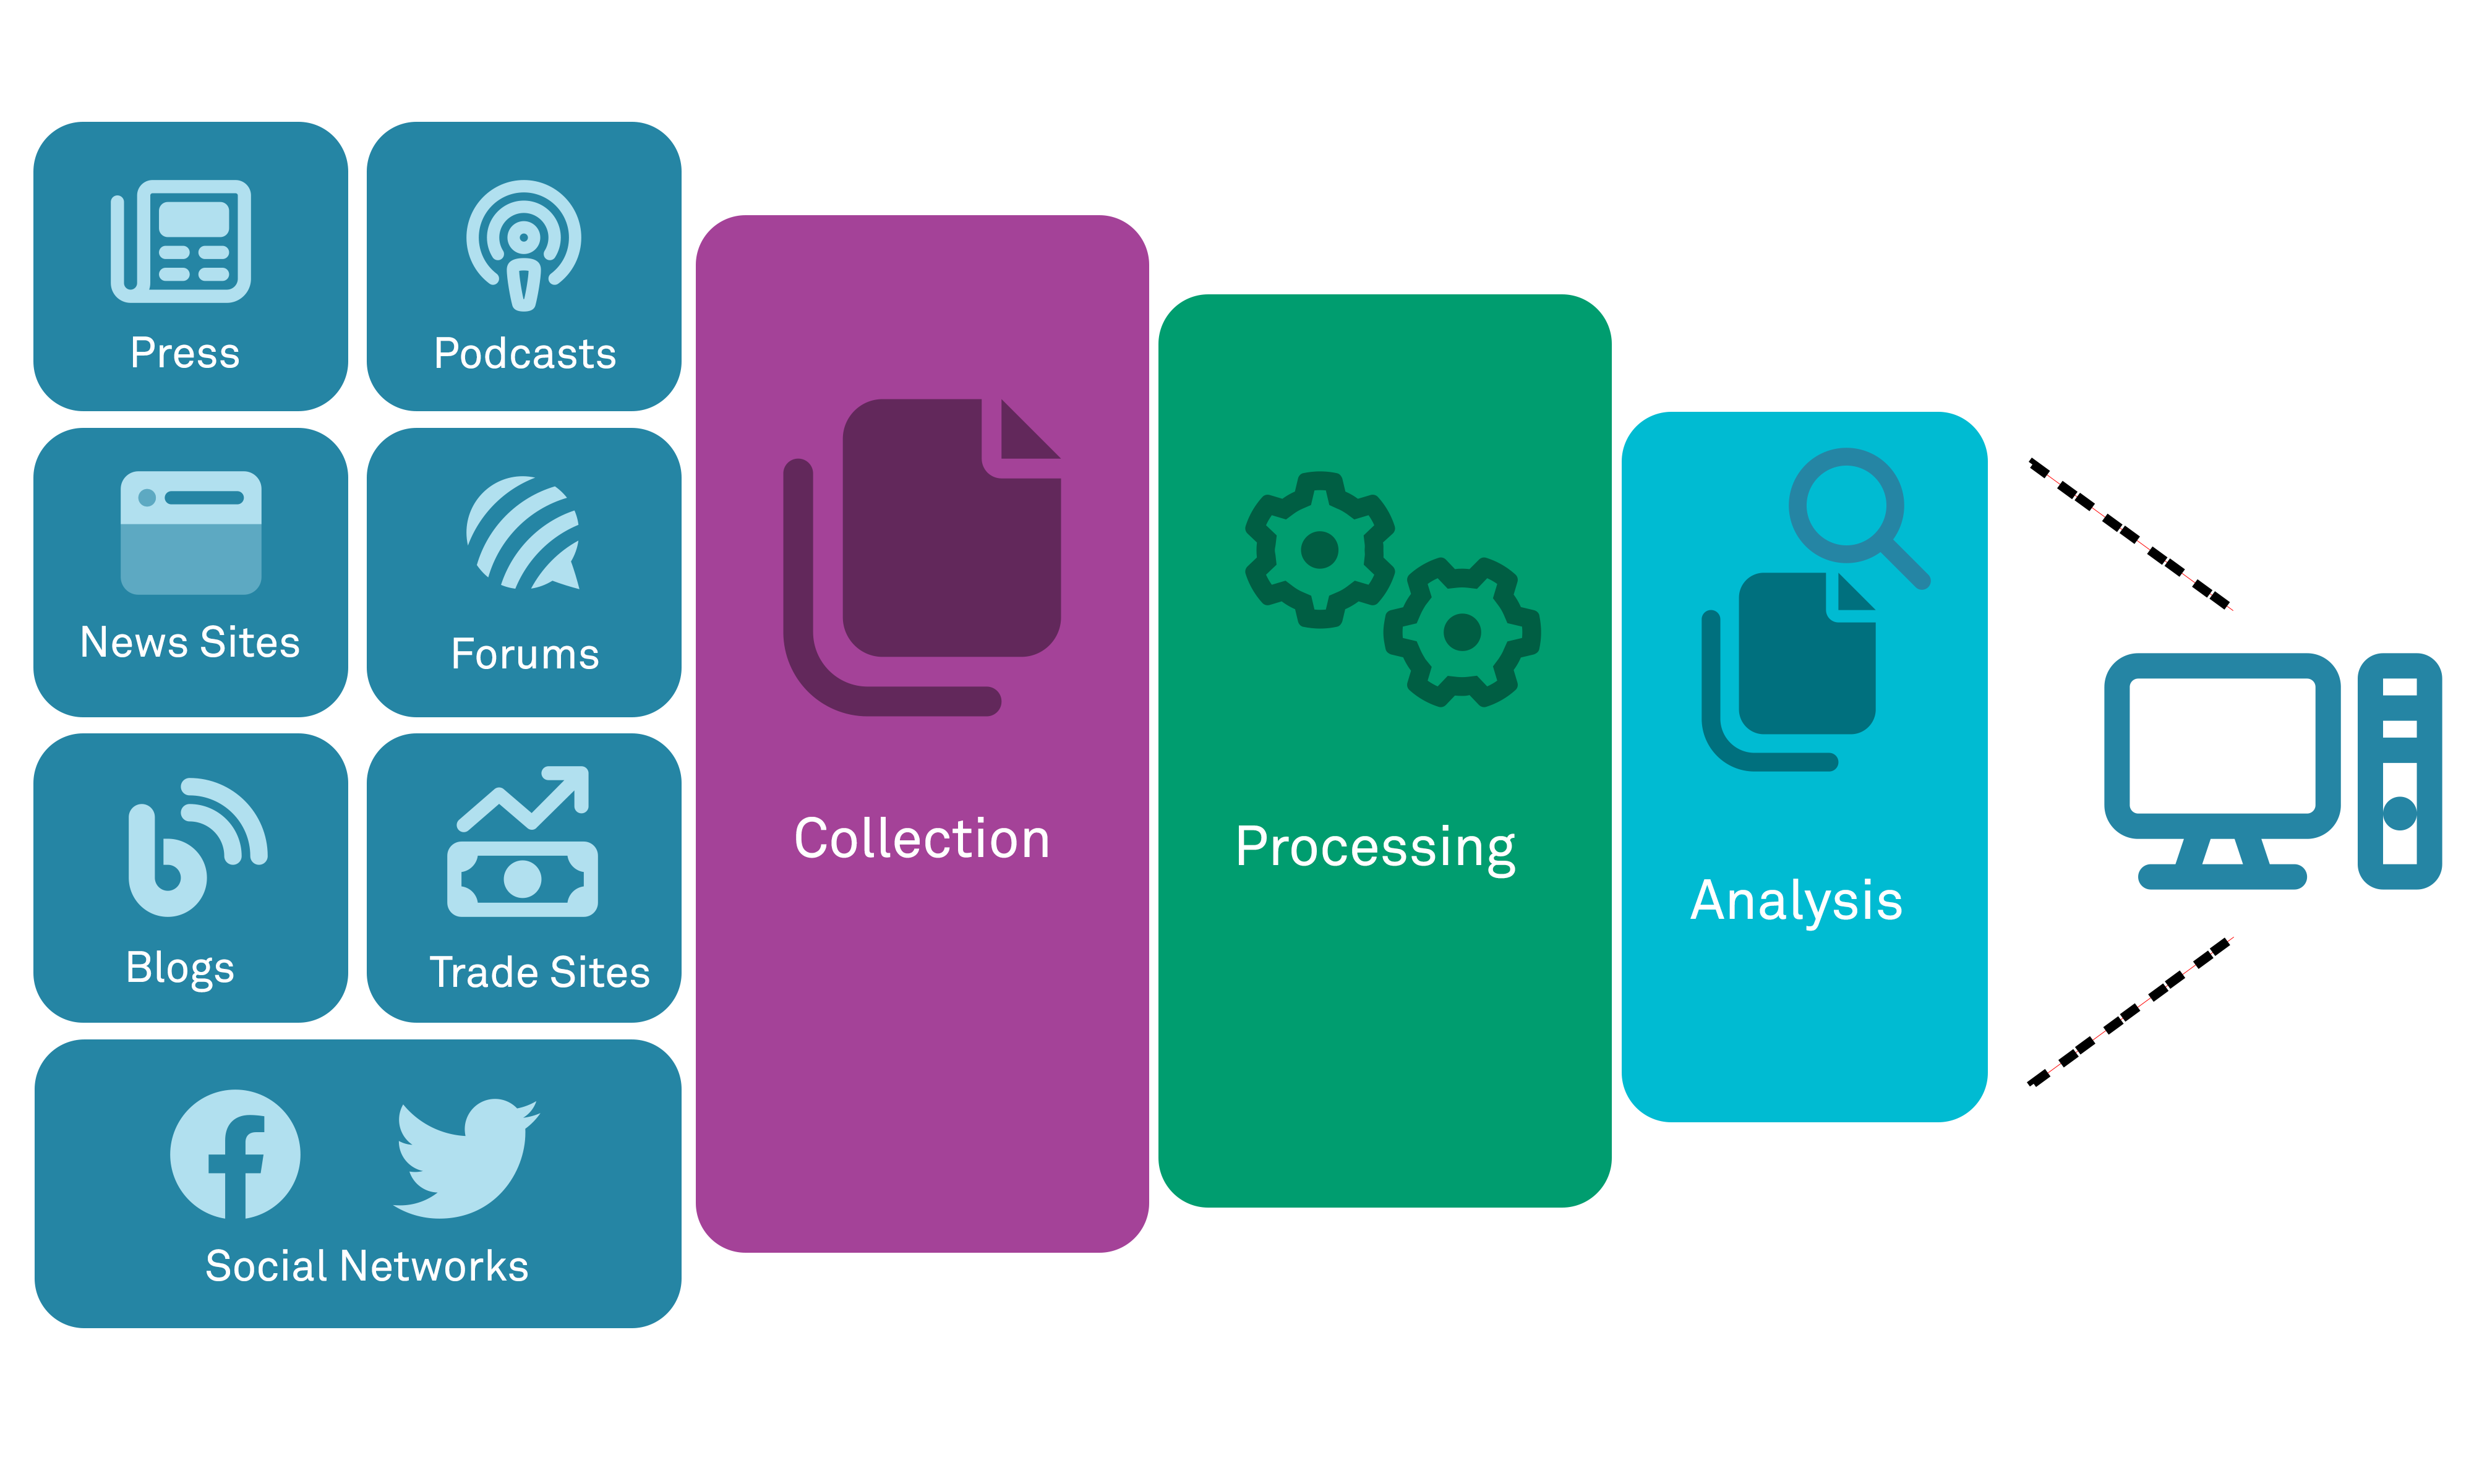 Press
Podcasts
News Sites
Forums
Blogs
Trade Sites
Social Networks
Collection
Processing
Analysis